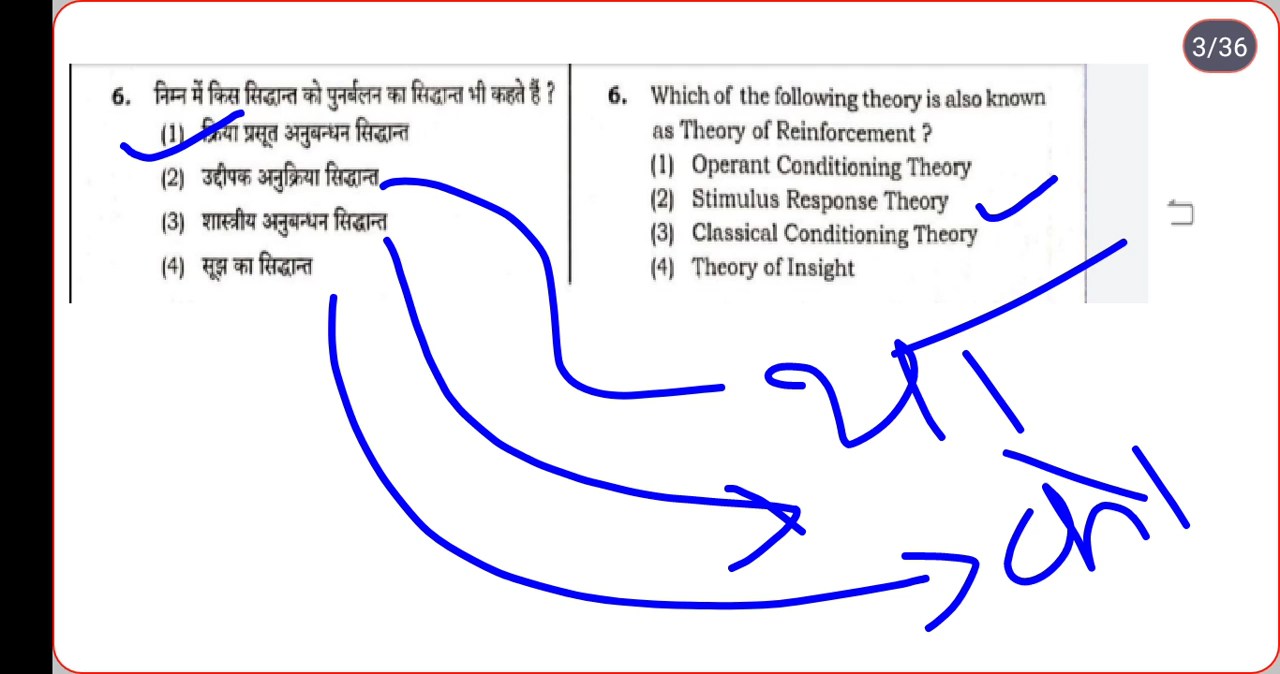 3/36
6. निम्न में किस सिद्धान्त को पुनर्बलन का सिद्धान्त भी कहते हैं ?
(1) क्रिया प्रसूत अनुबन्धन सिद्धान्त
(2) उद्दीपक अनुक्रिया सिद्धान्त
(3) शास्त्रीय अनुबन्धन सिद्धान्त
(4) सूझ का सिद्धान्त
6. Which of the following theory is also known
as Theory of Reinforcement ?
(1) Operant Conditioning Theory
(2) Stimulus Response Theory
(3) Classical Conditioning Theory
(4) Theory of Insight